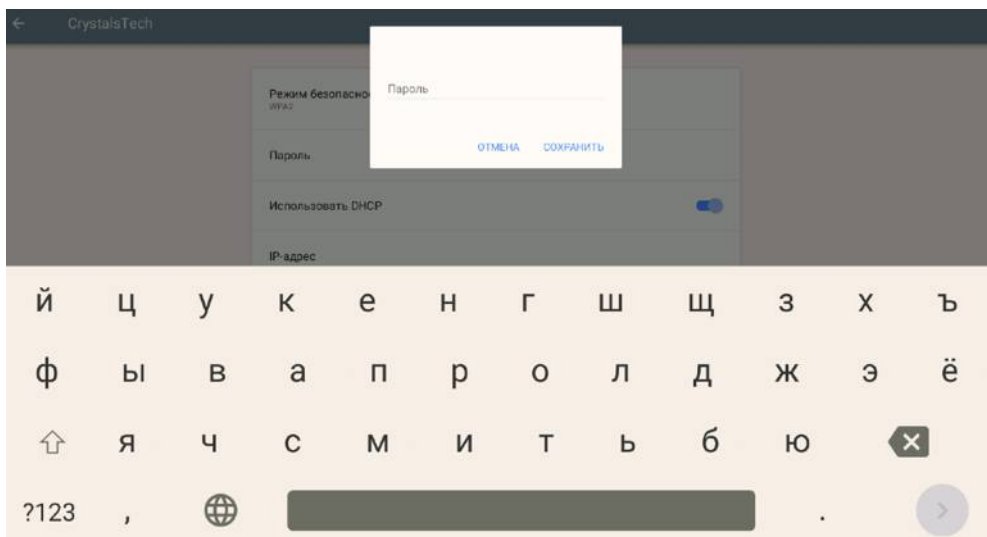 CrystalsTech
Режим безопасно
WPA2
Пароль
ОТМЕНА СОХРАНИТЬ
Пароль
Использовать DHCP
IP-адрес
й ц у к е н г ш щ з х ъ
ф ы в а п р о л д ж э ё
я ч с м и т ь б ю
?123 , .